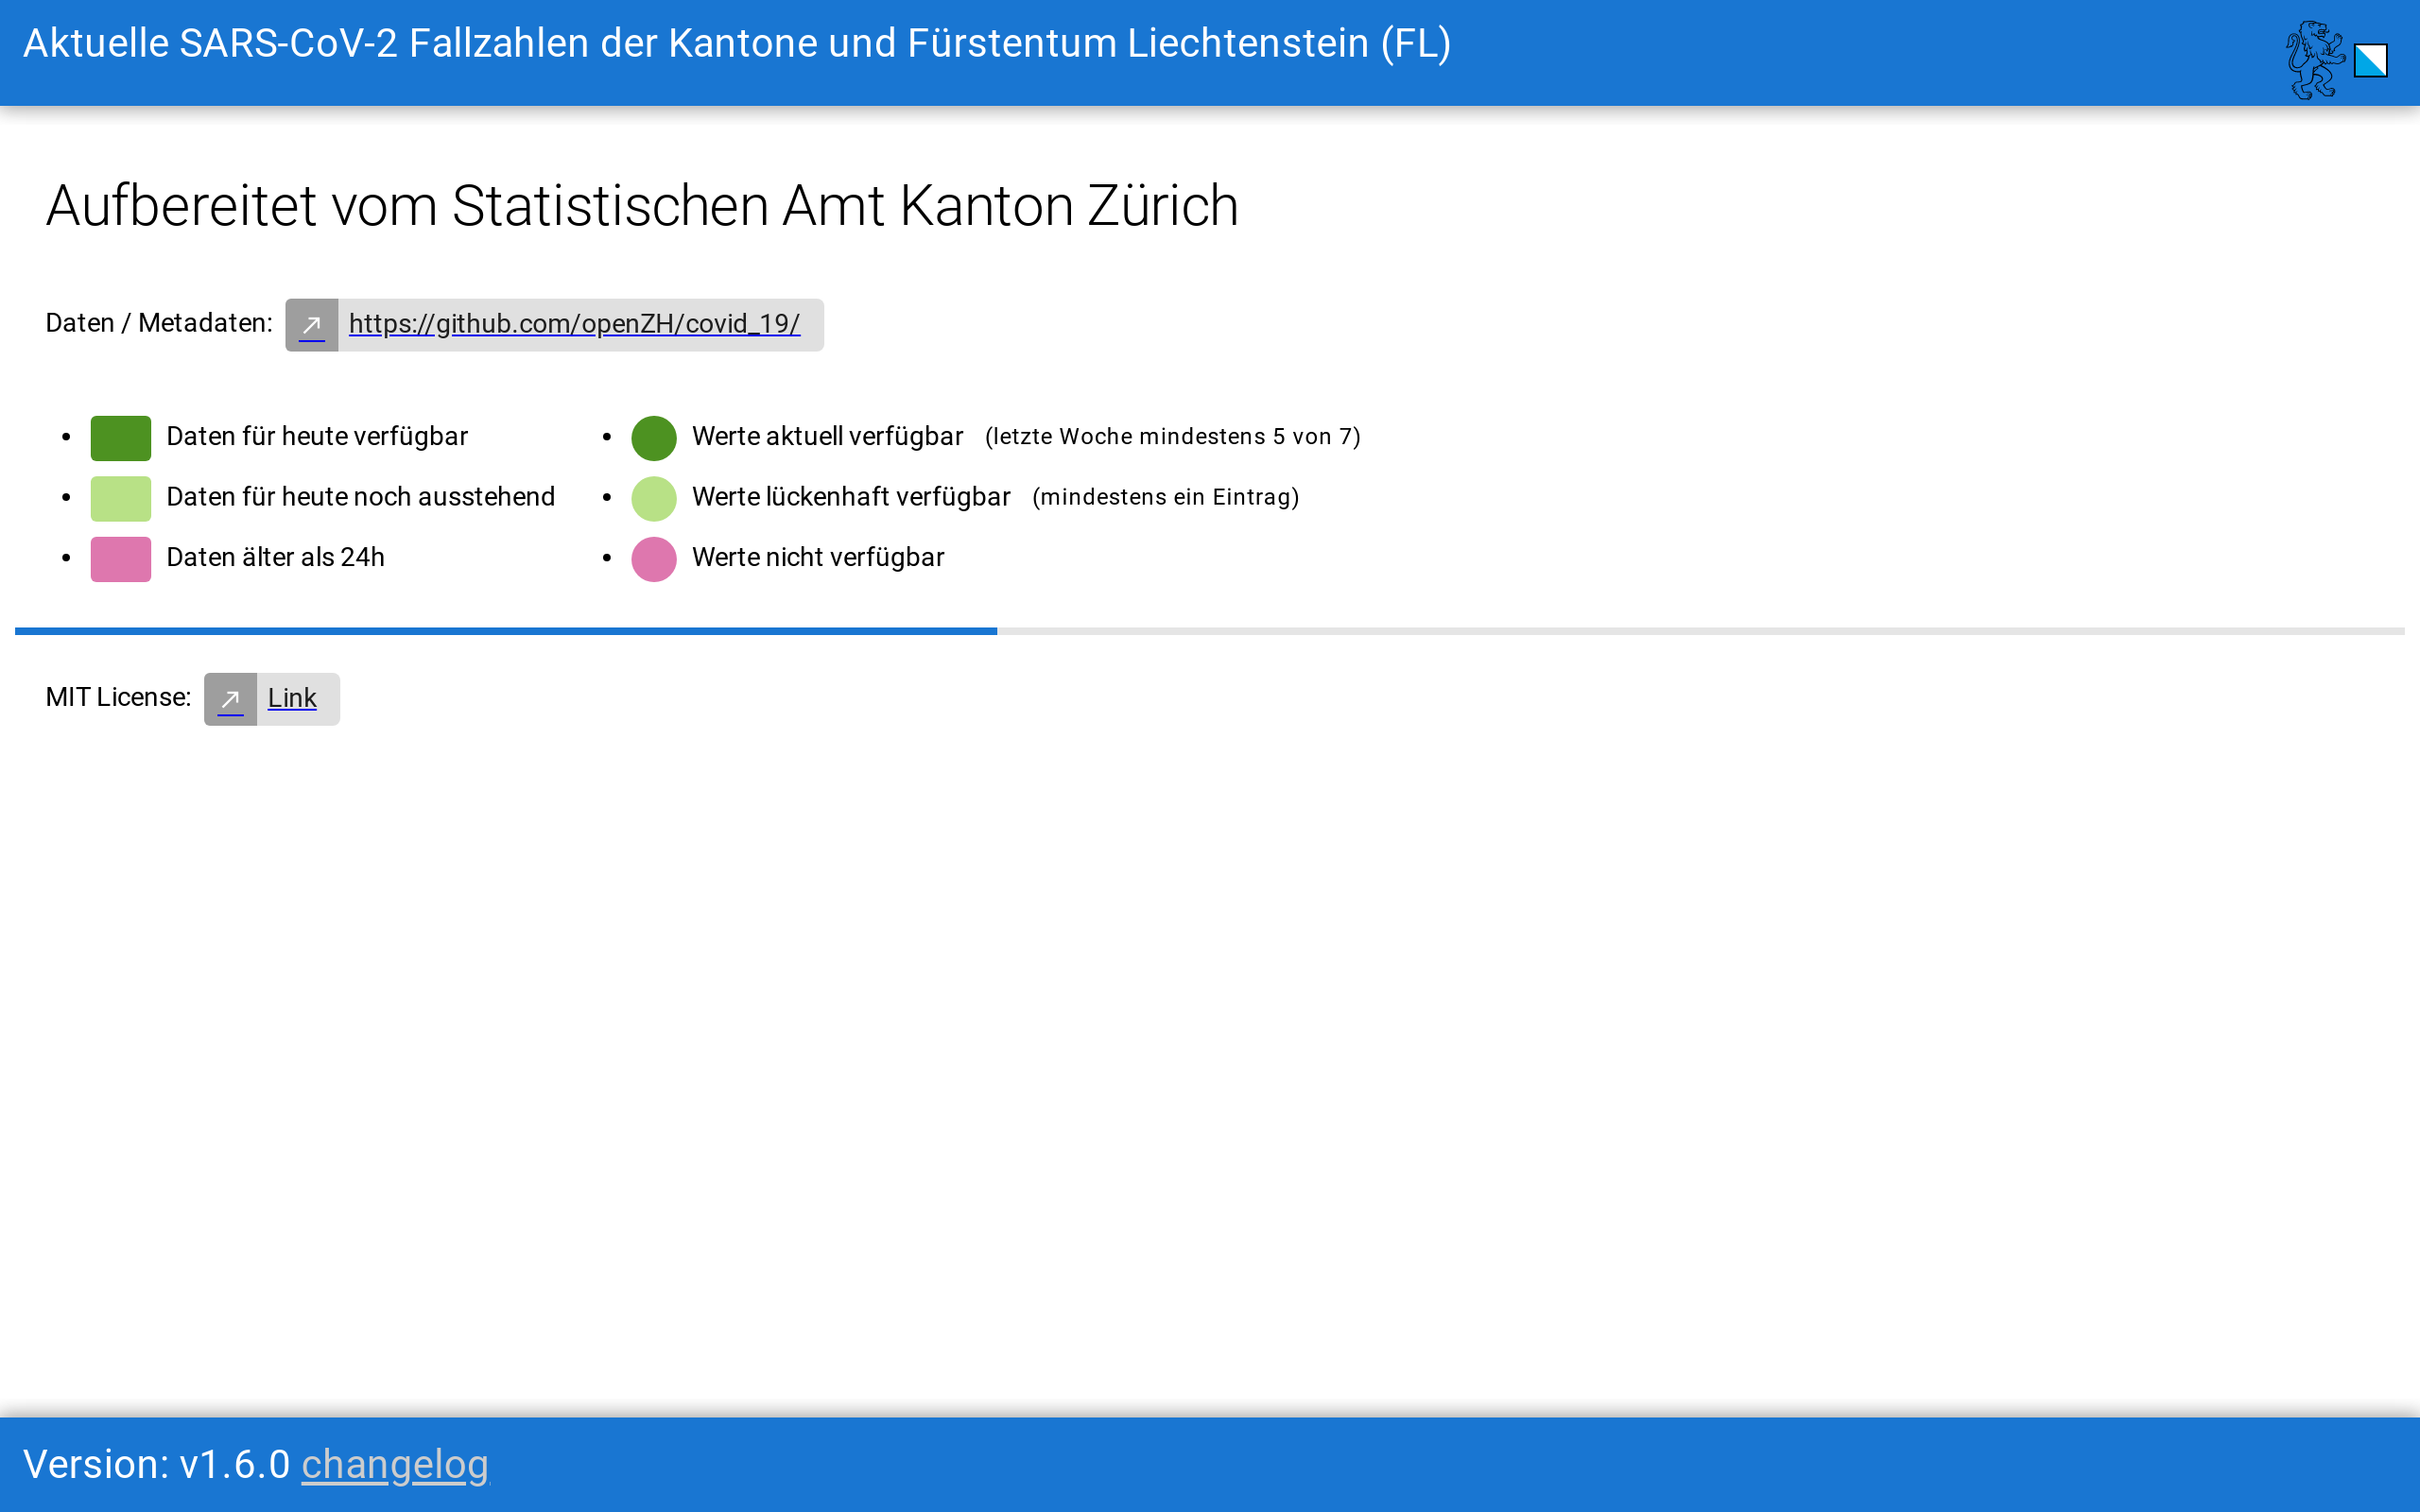 Aktuelle SARS-CoV-2 Fallzahlen der Kantone und Fürstentum Liechtenstein (FL)
Aufbereitet vom Statistischen Amt Kanton Zürich
Daten / Metadaten: https://github.com/openZH/covid_19/
Daten für heute verfügbar
Daten für heute noch ausstehend
Daten älter als 24h
Werte aktuell verfügbar (letzte Woche mindestens 5 von 7)
Werte lückenhaft verfügbar (mindestens ein Eintrag)
Werte nicht verfügbar
MIT License: Link
Version: v1.6.0 changelog